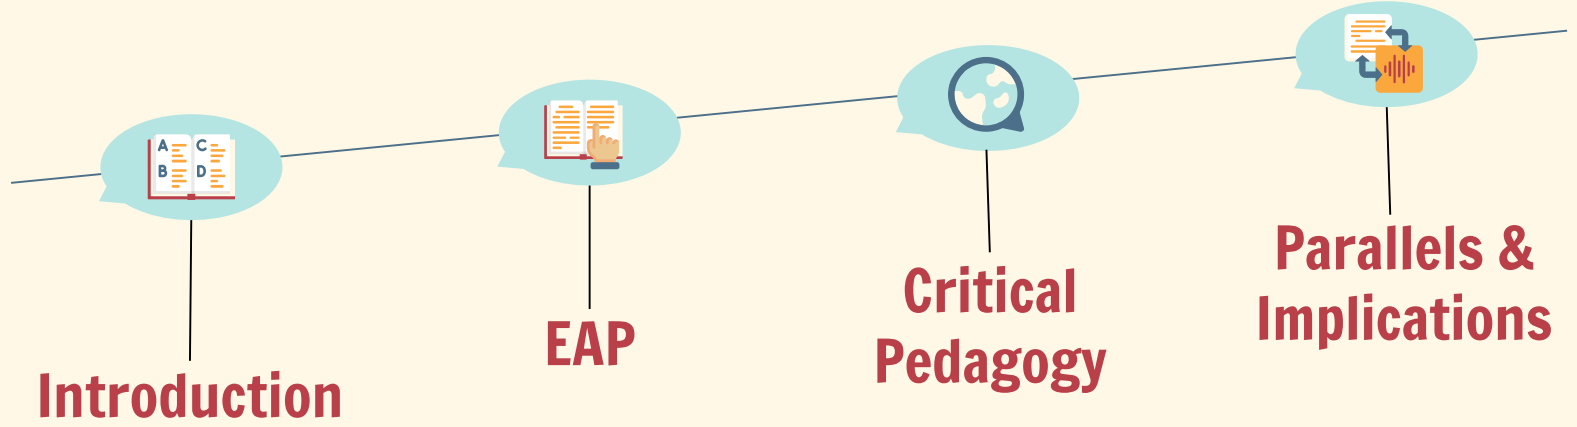 A
B
C
D
Introduction
EAP
Critical
Pedagogy
Parallels &
Implications